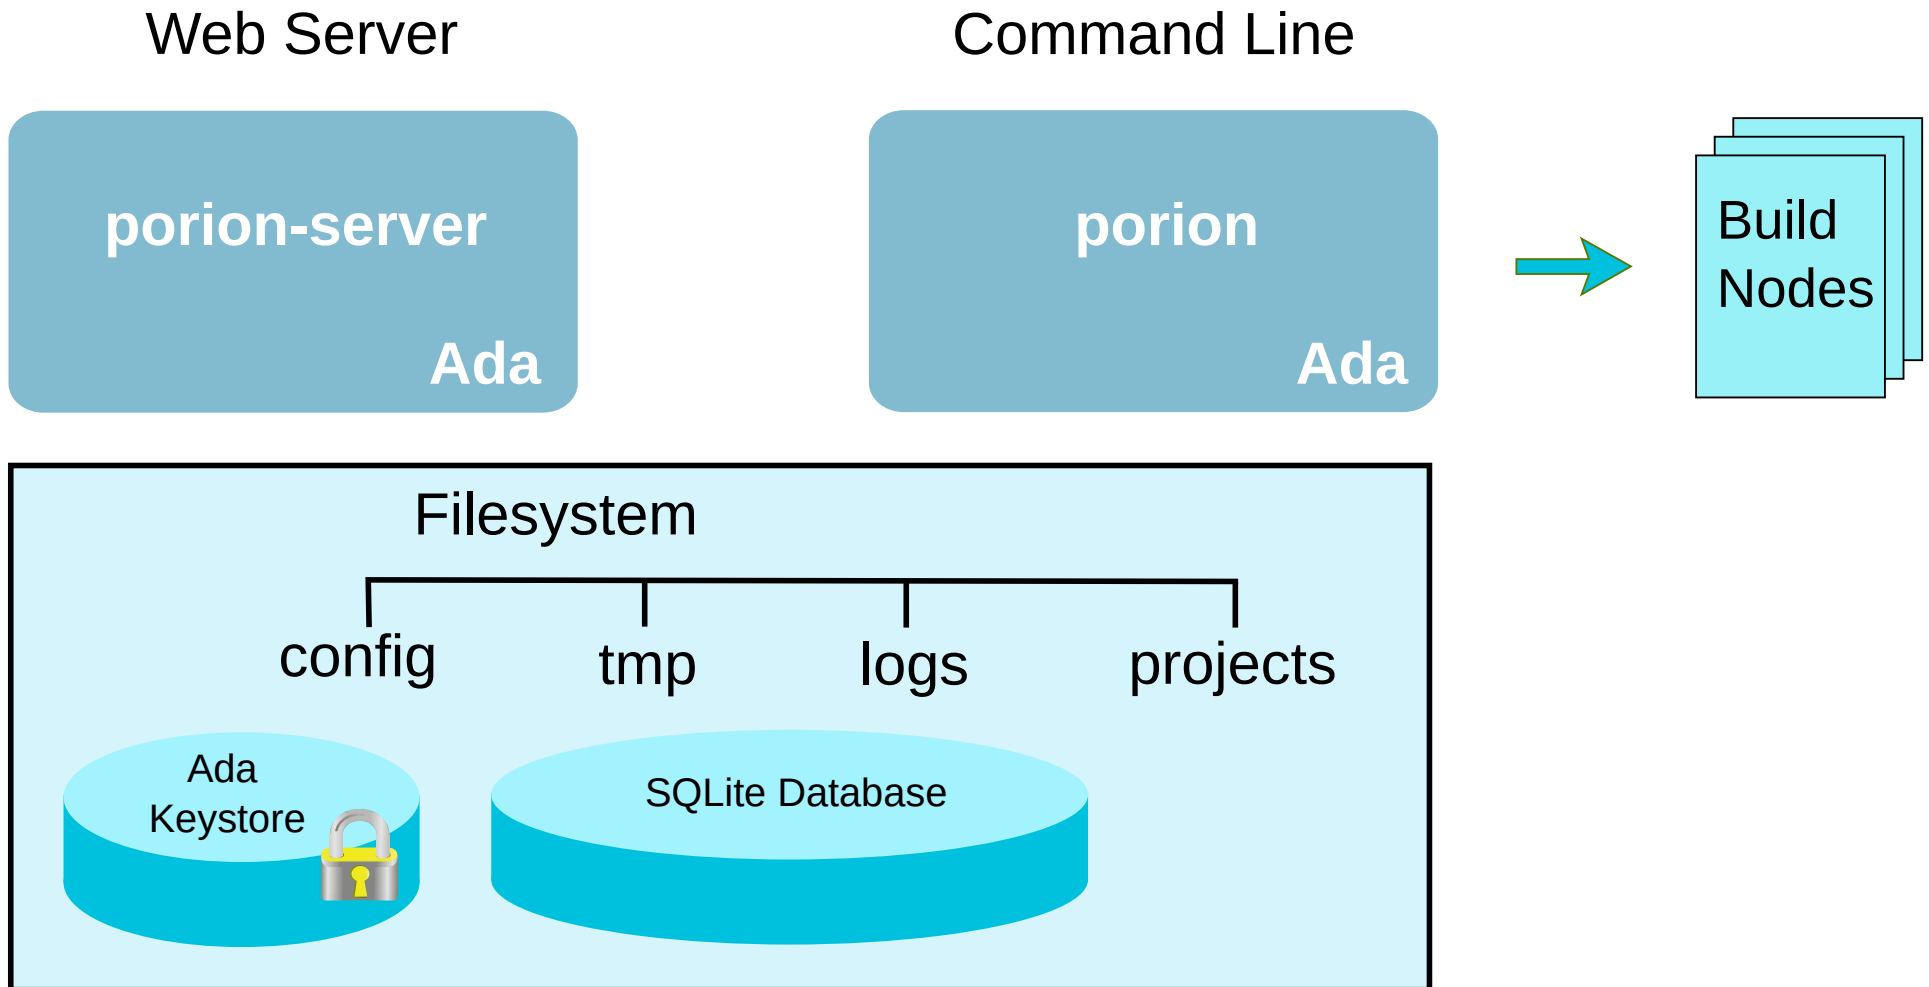 Web Server
Command Line
porion-server
Ada
porion
Ada
Build
Nodes
Filesystem
config
tmp
logs
projects
Ada
Keystore
SQLite Database